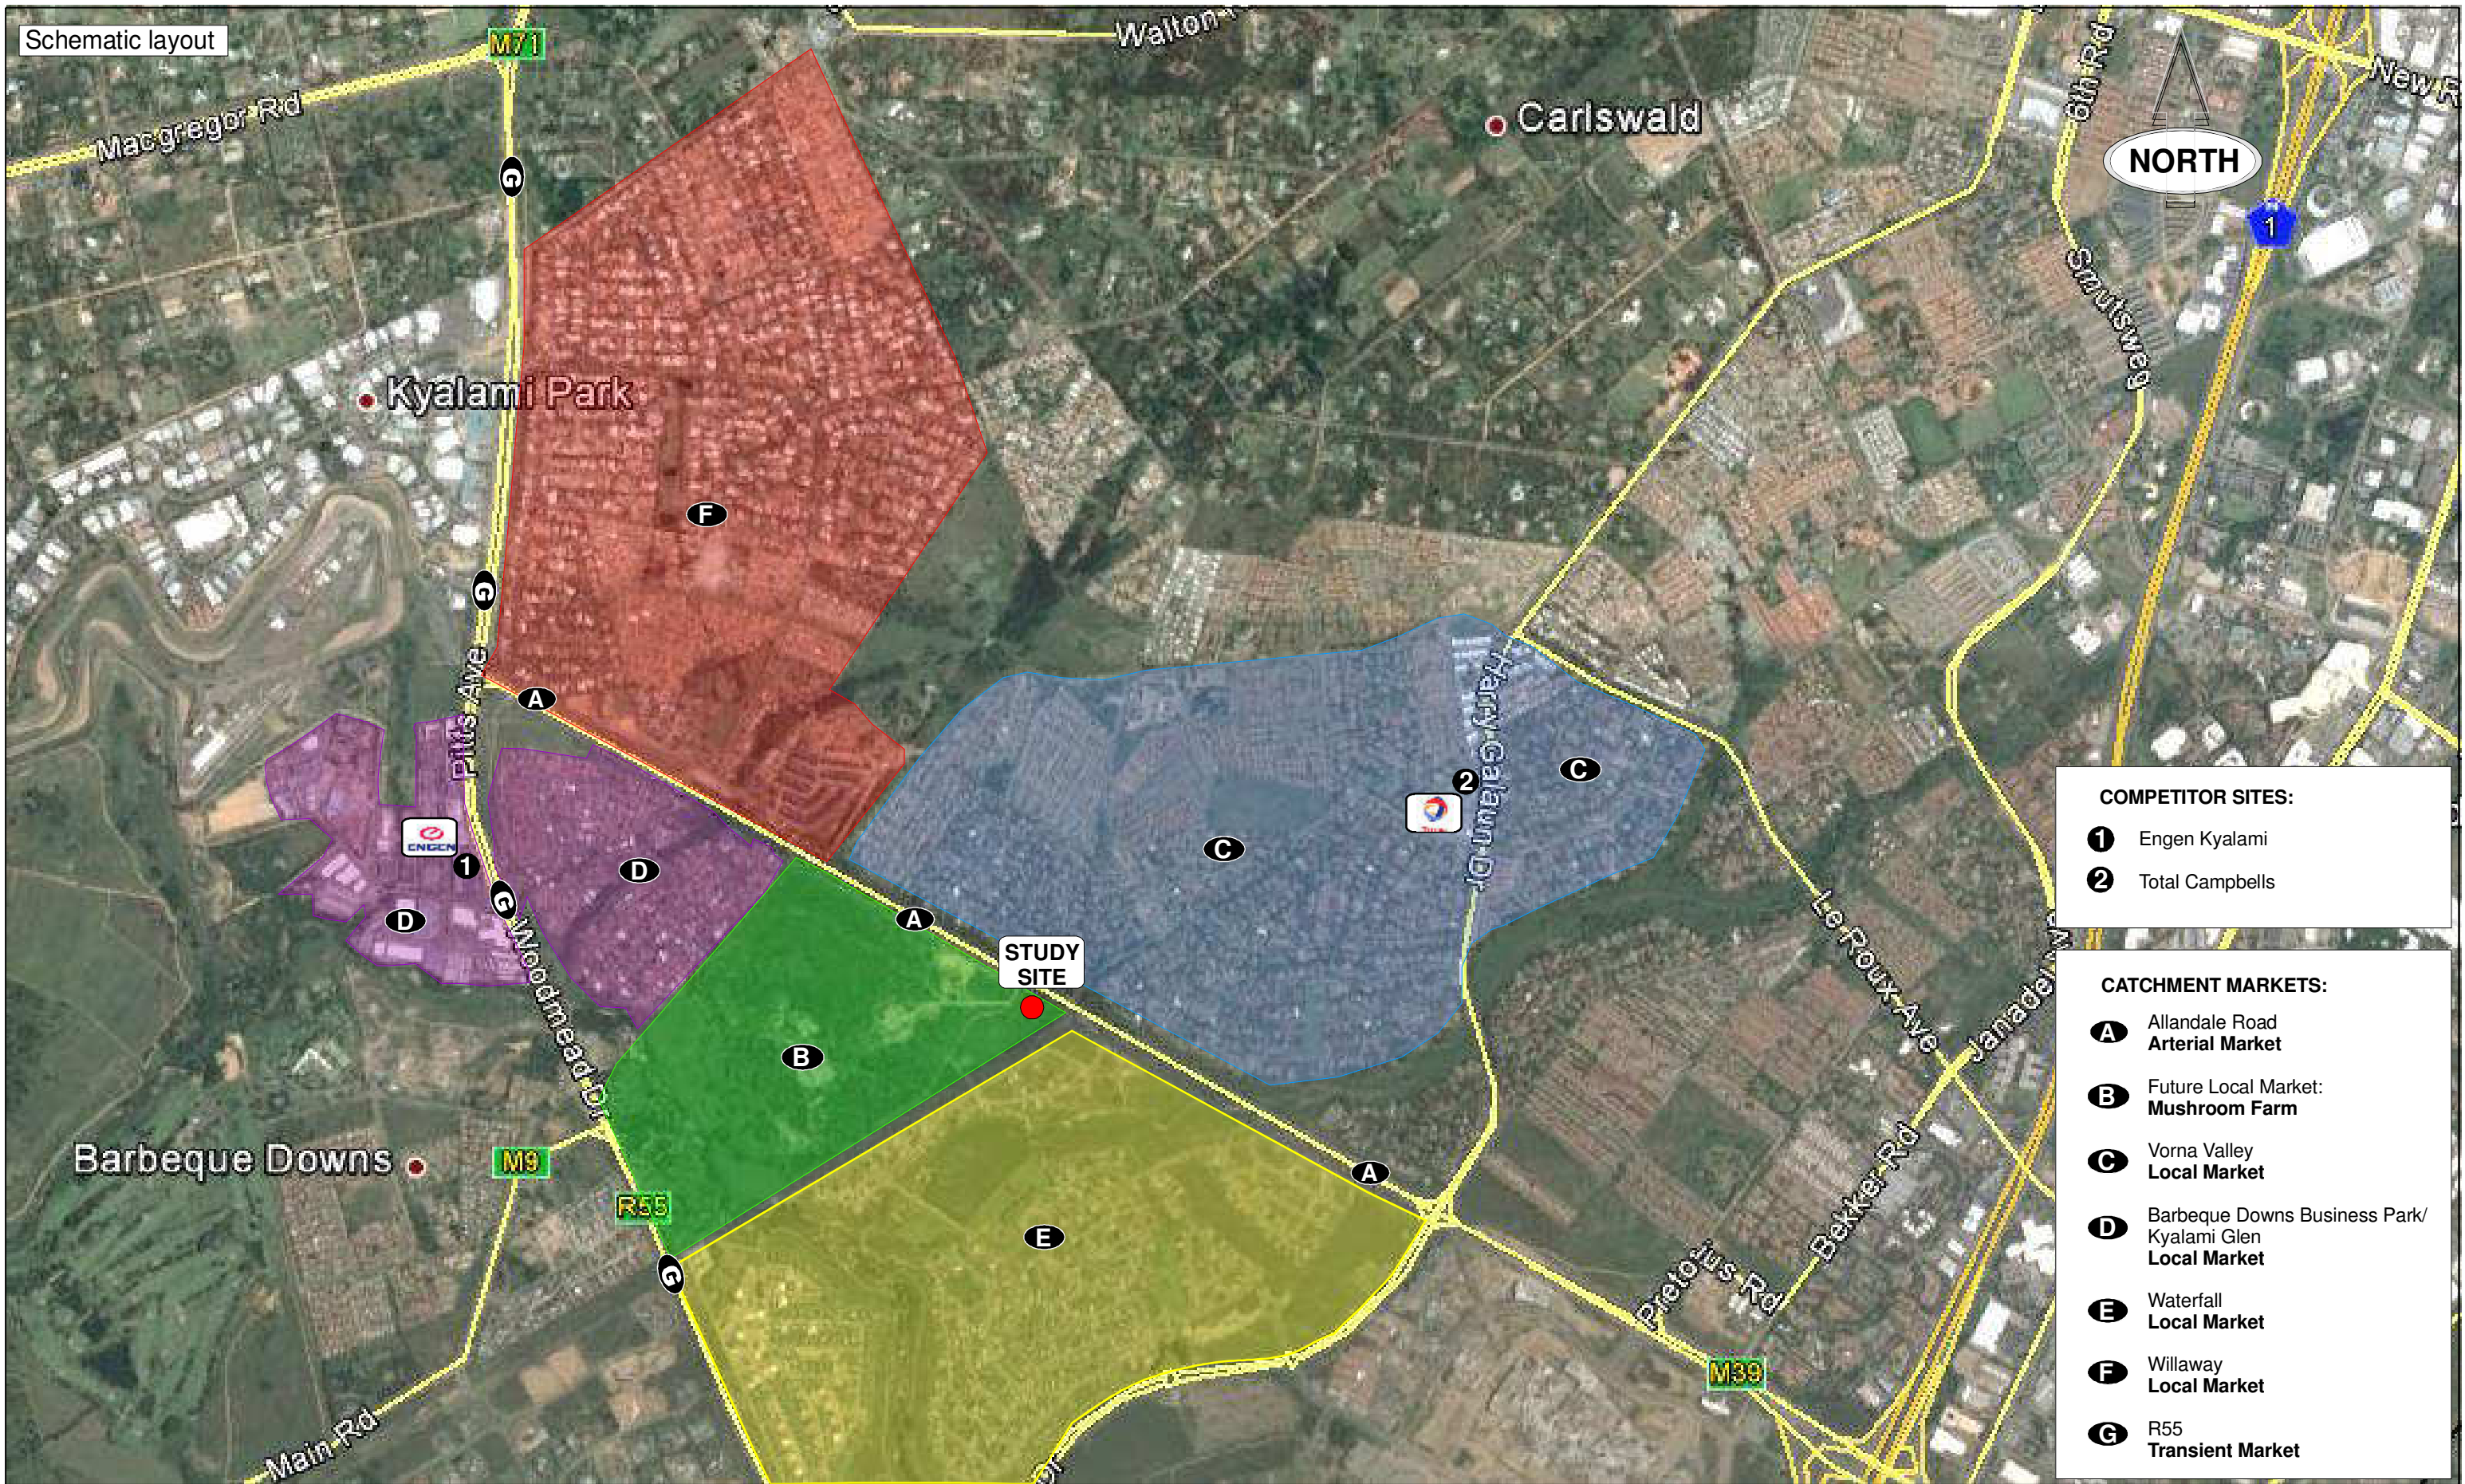 Schematic layout
M71
Walton
Macgregor Rd
G
Carlswald
6th Rd
New R
NORTH
1
Smutsweg
Kyalami Park
F
G
Pitts Ave
A
Harry Galaun Dr
C
2
TOTAL
C
ENGEN
1
D
G
D
A
STUDY
SITE
Woodmead Dr
B
Le Roux Ave
Janadel
Barbeque Downs
M9
R55
A
Bekker Rd
E
G
Pretorius Rd
M39
Main Rd
Dr
COMPETITOR SITES:
1 Engen Kyalami
2 Total Campbells
CATCHMENT MARKETS:
A Allandale Road
Arterial Market
B Future Local Market:
Mushroom Farm
C Vorna Valley
Local Market
D Barbeque Downs Business Park/
Kyalami Glen
Local Market
E Waterfall
Local Market
F Willaway
Local Market
G R55
Transient Market